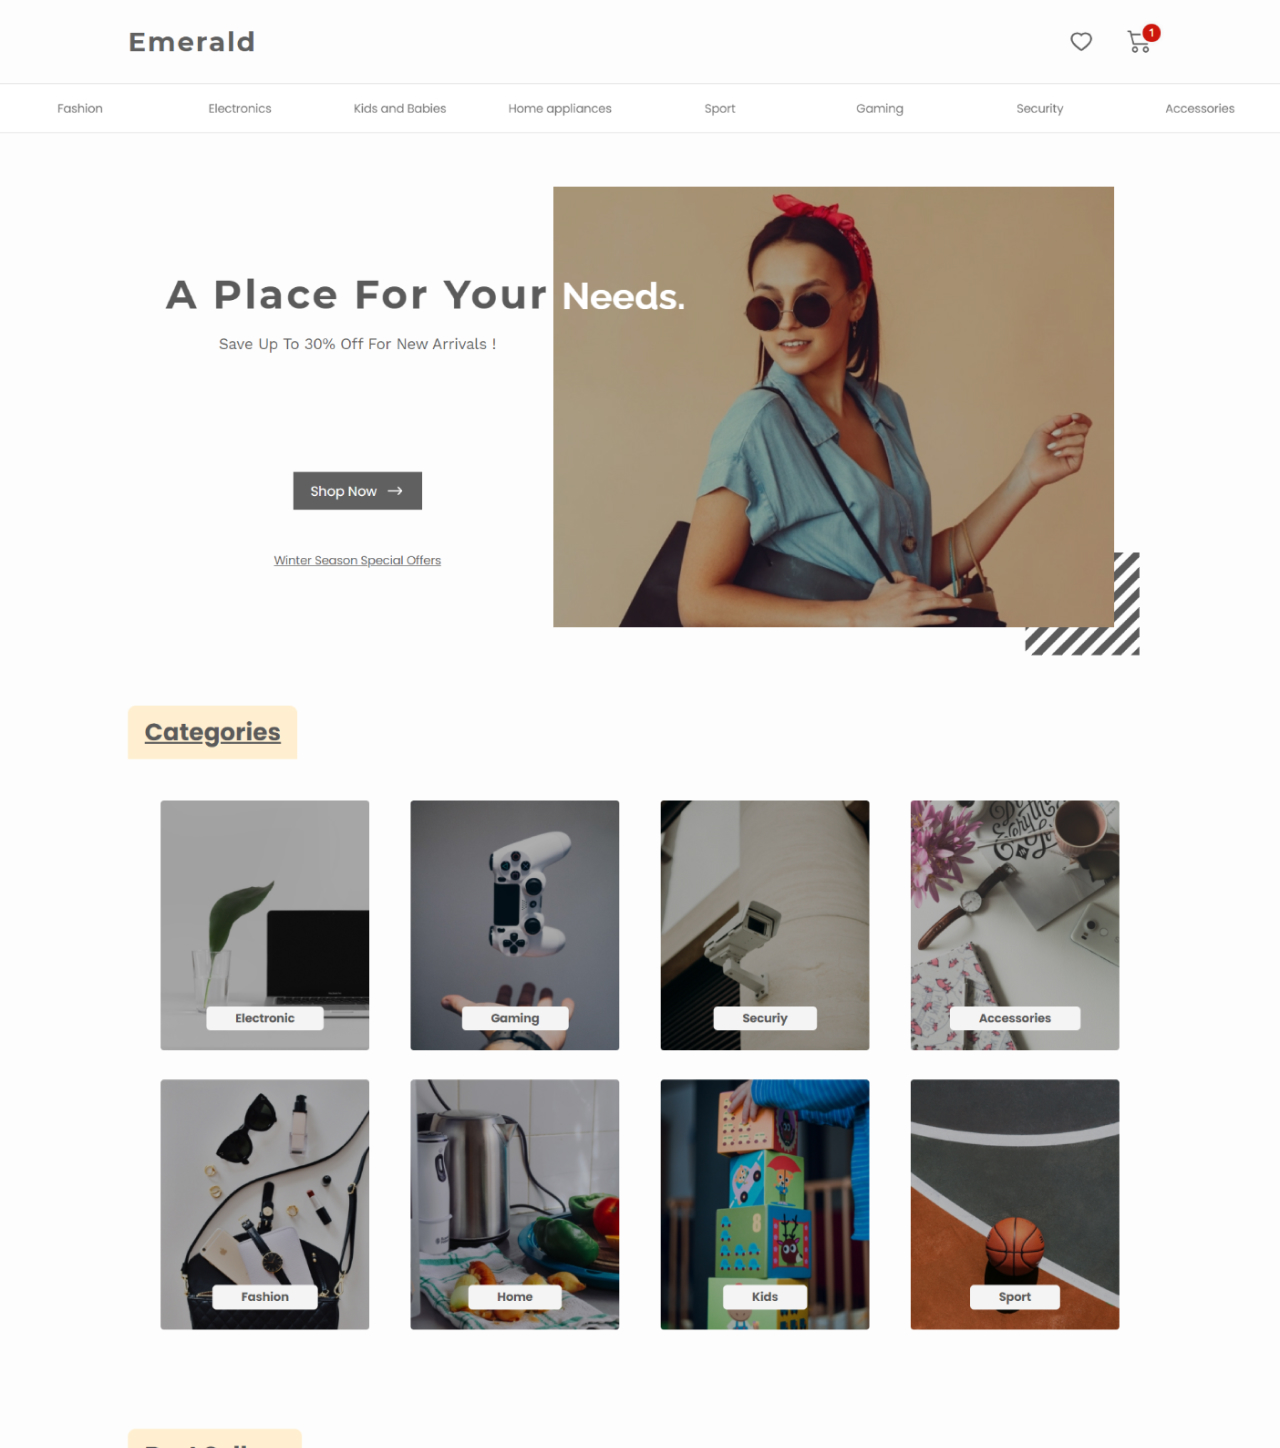 Emerald
1
Fashion Electronics Kids and Babies Home appliances Sport Gaming Security Accessories
A Place For Your Needs.
Save Up To 30% Off For New Arrivals !
Shop Now →
Winter Season Special Offers
Categories
Electronic Gaming Securiy Accessories
8
Fashion Home Kids Sport